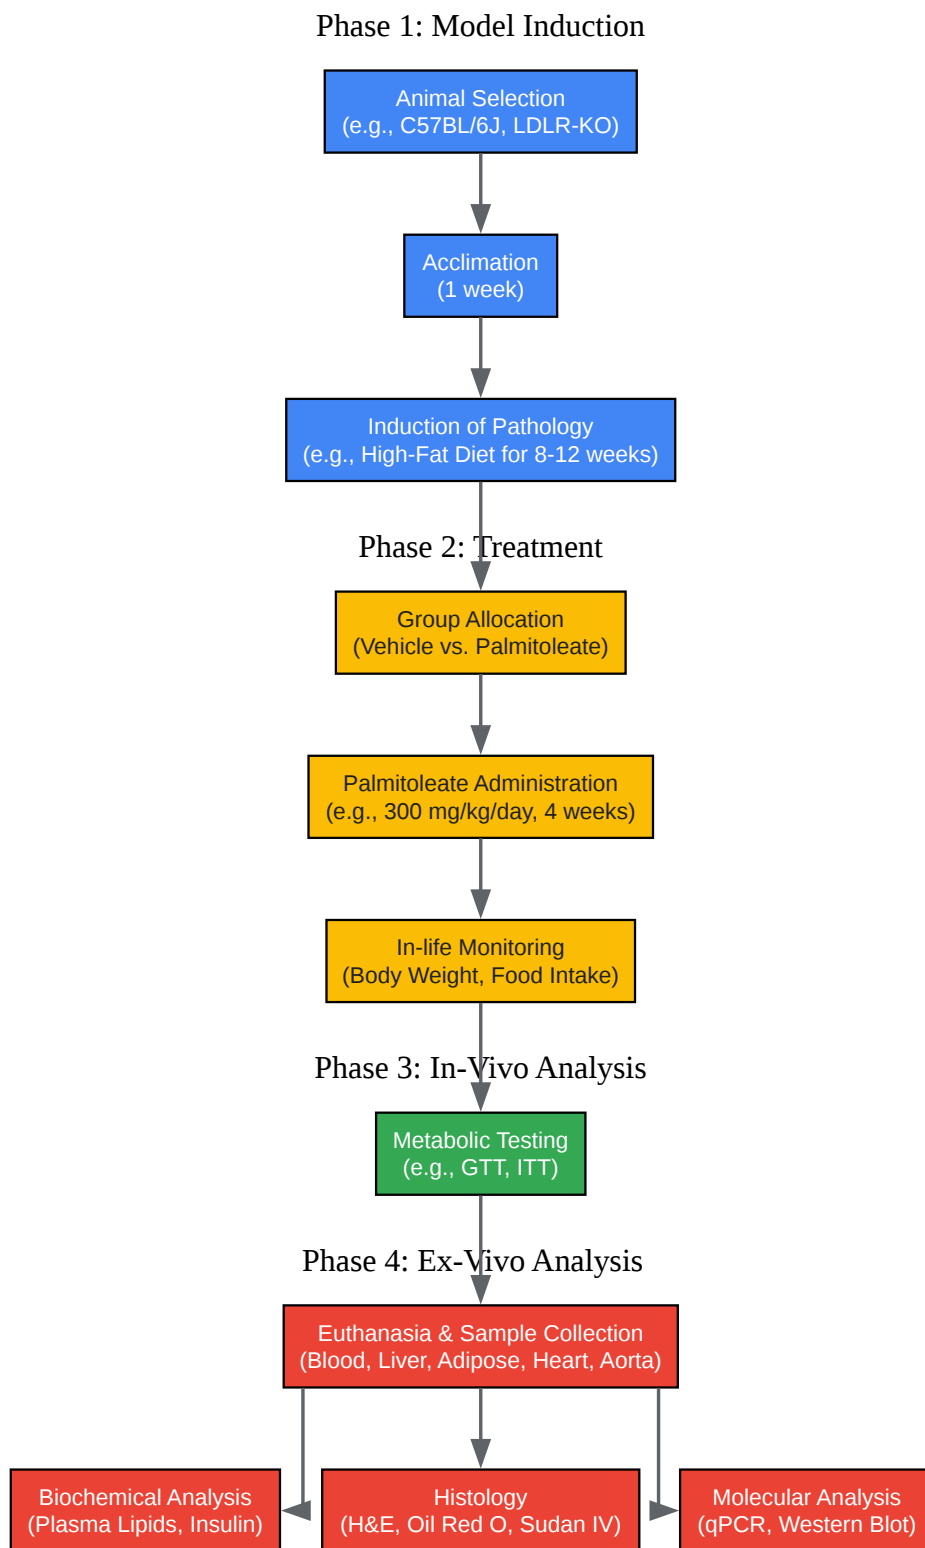 Phase 1: Model Induction
Animal Selection
(e.g., C57BL/6J, LDLR-KO)
Acclimation
(1 week)
Induction of Pathology
(e.g., High-Fat Diet for 8-12 weeks)
Phase 2: Treatment
Group Allocation
(Vehicle vs. Palmitoleate)
Palmitoleate Administration
(e.g., 300 mg/kg/day, 4 weeks)
In-life Monitoring
(Body Weight, Food Intake)
Phase 3: In-Vivo Analysis
Metabolic Testing
(e.g., GTT, ITT)
Phase 4: Ex-Vivo Analysis
Euthanasia & Sample Collection
(Blood, Liver, Adipose, Heart, Aorta)
Biochemical Analysis
(Plasma Lipids, Insulin)
Histology
(H&E, Oil Red O, Sudan IV)
Molecular Analysis
(qPCR, Western Blot)